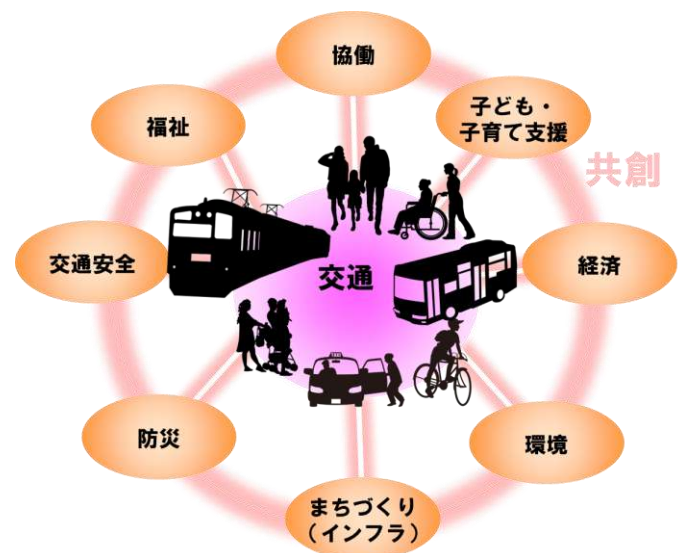 協働
子ども・
子育て支援
共創
福祉
交通安全
交通
経済
防災
環境
まちづくり
（インフラ）